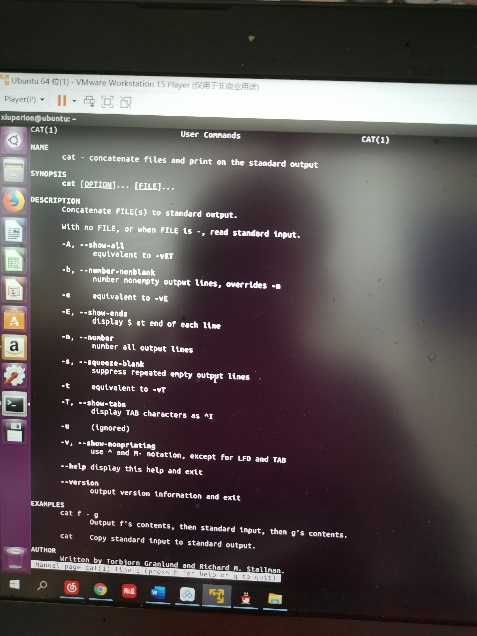 Ubuntu 64 位(1) - VMware Workstation 15 Player (仅用于非商业用途)
Player(P)
xiuperlon@ubuntu: ~
CAT(1) User Commands CAT(1)
NAME
cat - concatenate files and print on the standard output
SYNOPSIS
cat [OPTION]... [FILE]...
DESCRIPTION
Concatenate FILE(s) to standard output.
With no FILE, or when FILE is -, read standard input.
-A, --show-all
equivalent to -vET
-b, --number-nonblank
number nonempty output lines, overrides -n
-e equivalent to -vE
-E, --show-ends
display $ at end of each line
-n, --number
number all output lines
-s, --squeeze-blank
suppress repeated empty output lines
-t equivalent to -vT
-T, --show-tabs
display TAB characters as ^I
-u (ignored)
-v, --show-nonprinting
use ^ and M- notation, except for LFD and TAB
--help display this help and exit
--version
output version information and exit
EXAMPLES
cat f - g
Output f's contents, then standard input, then g's contents.
cat Copy standard input to standard output.
AUTHOR
Written by Torbjorn Granlund and Richard M. Stallman.
Manual page cat(1) line 1 (press h for help or q to quit)